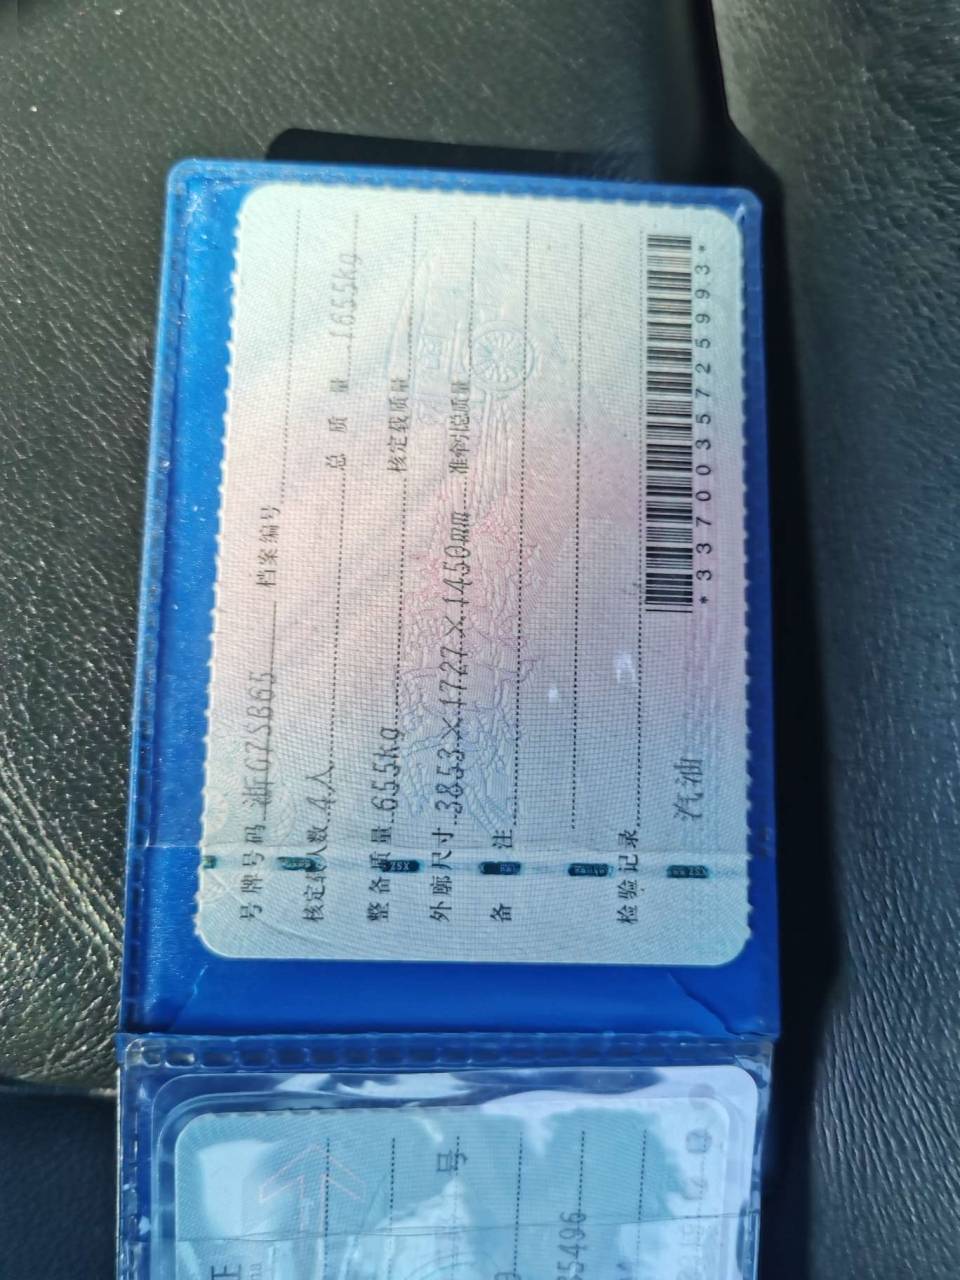 号牌号码 浙G7SB65 档案编号
核定载人数 4人 总质量 1655kg
整备质量 655kg 核定载质量
外廓尺寸 3853×1727×1450mm 准牵引总质量
备注
检验记录
汽油 *3370035725993*
号
5496